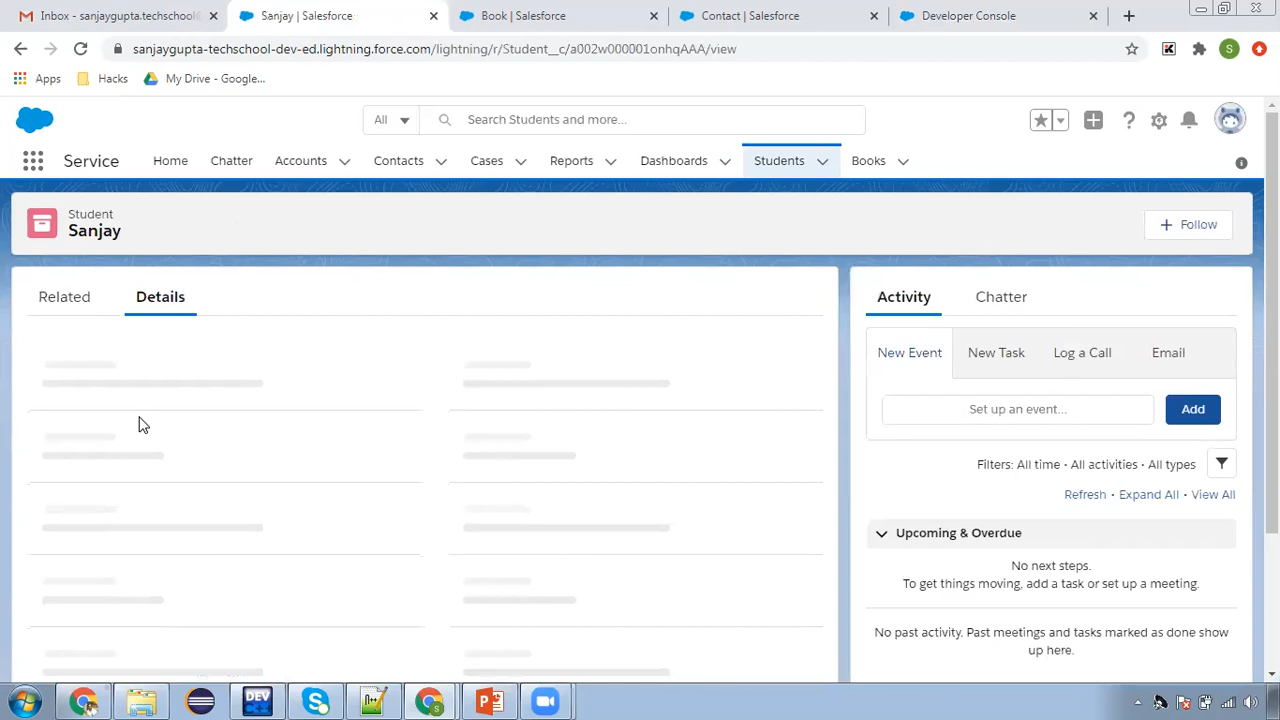 Inbox - sanjaygupta.techschool@
Sanjay | Salesforce
Book | Salesforce
Contact | Salesforce
Developer Console
sanjaygupta-techschool-dev-ed.lightning.force.com/lightning/r/Student__c/a002w000001onhqAAA/view
S
Apps
Hacks
My Drive - Google...
All
Search Students and more...
Service
Home
Chatter
Accounts
Contacts
Cases
Reports
Dashboards
Students
Books
Student
Sanjay
Follow
Related
Details
Activity
Chatter
New Event
New Task
Log a Call
Email
Set up an event...
Add
Filters: All time • All activities • All types
Refresh • Expand All • View All
Upcoming & Overdue
No next steps.
To get things moving, add a task or set up a meeting.
No past activity. Past meetings and tasks marked as done show
up here.
DEV